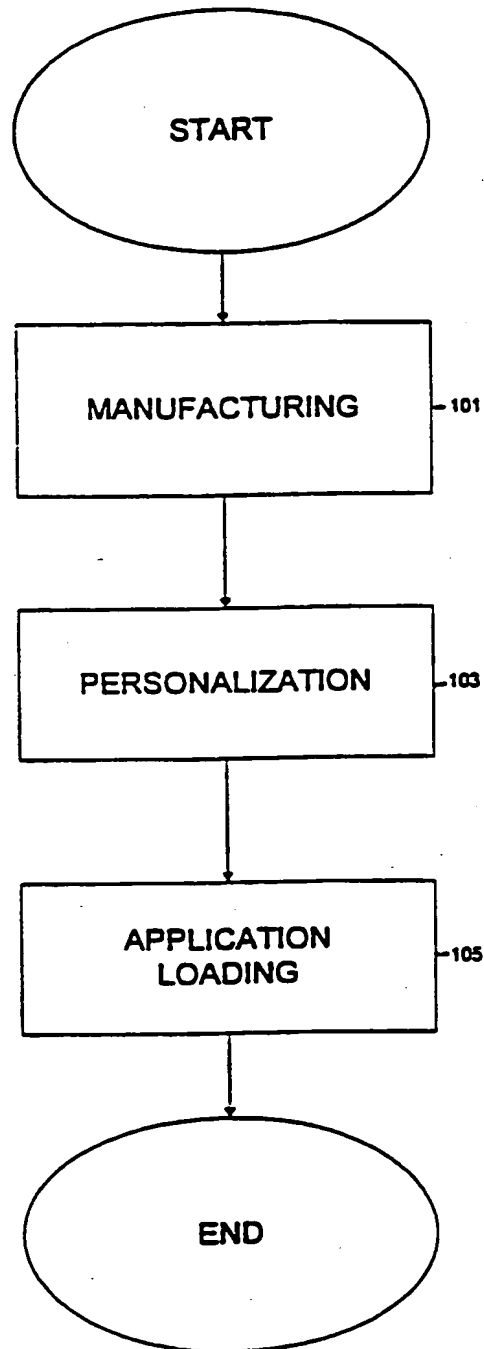 START
MANUFACTURING
101
PERSONALIZATION
103
APPLICATION
LOADING
105
END